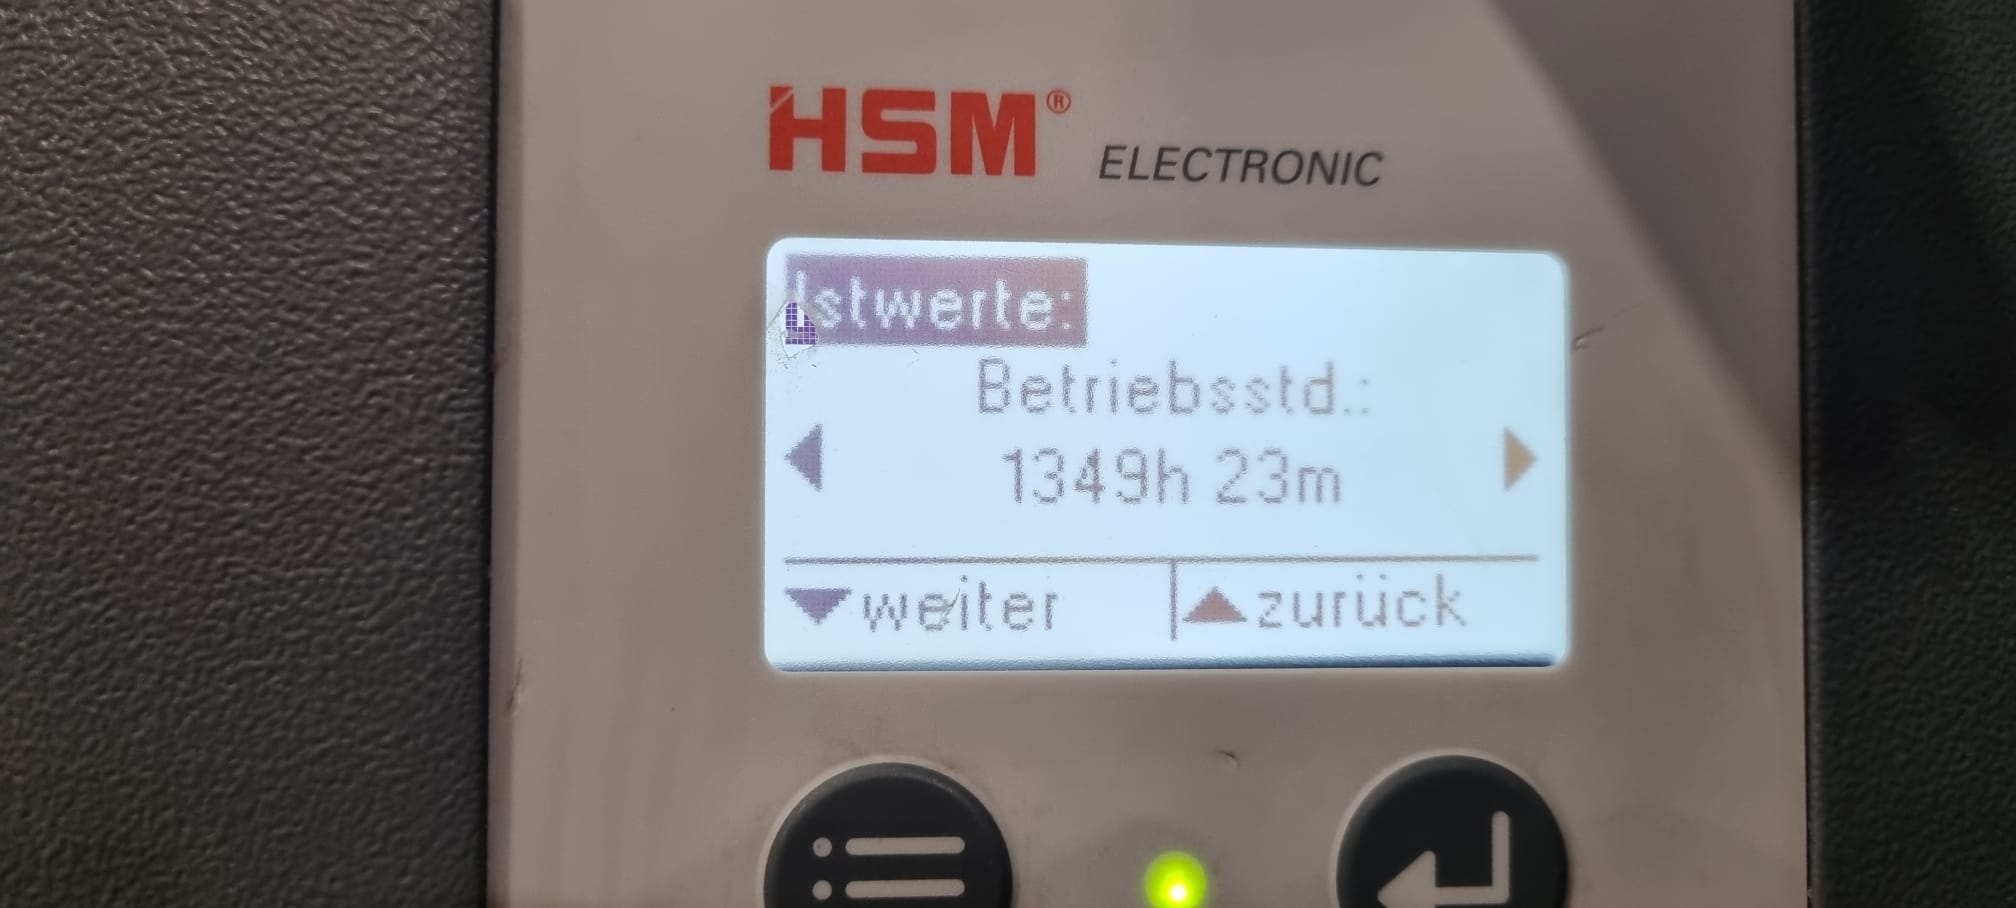 HSM® ELECTRONIC
Istwerte:
Betriebsstd.:
1349h 23m
weiter zurück